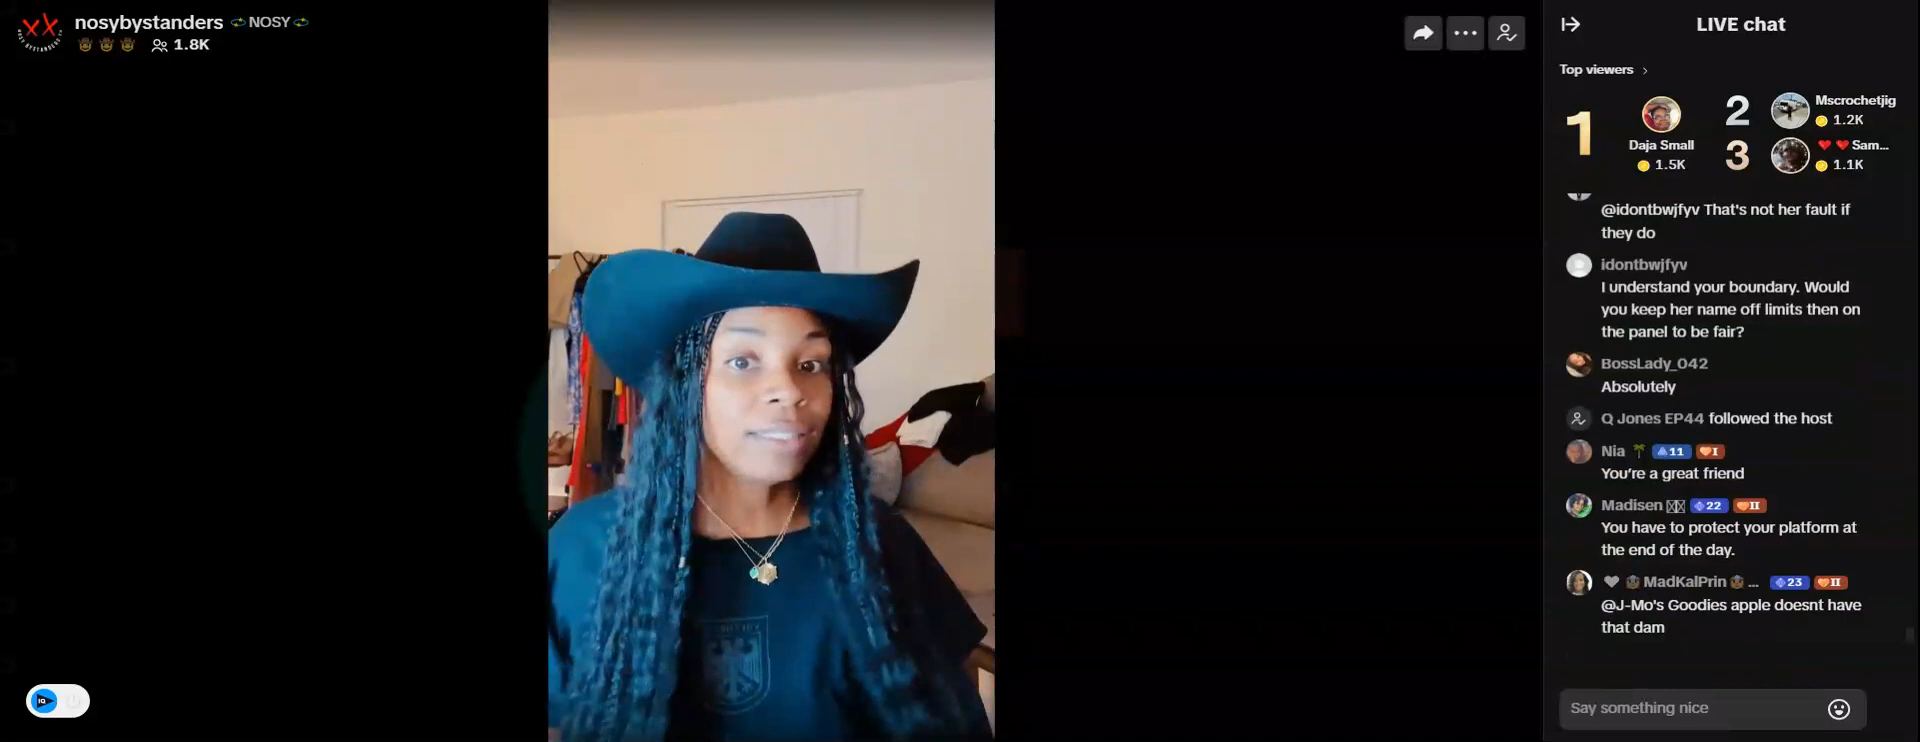 nosybystanders NOSY
1.8K
LIVE chat
Top viewers
1
Daja Small
1.5K
2
Mscrochetjig
1.2K
3
Sam...
1.1K
@idontbwjfyv That's not her fault if
they do
idontbwjfyv
I understand your boundary. Would
you keep her name off limits then on
the panel to be fair?
BossLady_042
Absolutely
Q Jones EP44 followed the host
Nia 11 I
You're a great friend
Madisen 22 II
You have to protect your platform at
the end of the day.
MadKalPrin ... 23 II
@J-Mo's Goodies apple doesnt have
that dam
Say something nice